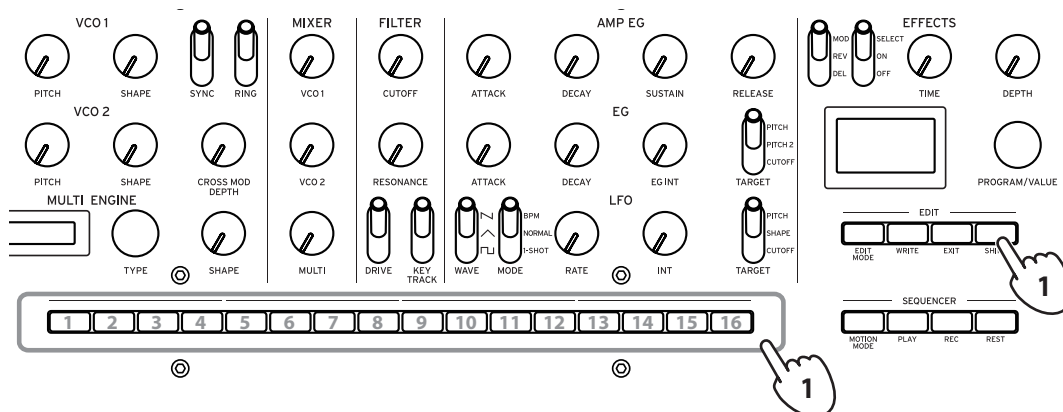 VCO 1
MIXER
FILTER
AMP EG
EFFECTS
MOD
REV
DEL
SELECT
ON
OFF
PITCH
SHAPE
SYNC
RING
VCO 1
CUTOFF
ATTACK
DECAY
SUSTAIN
RELEASE
TIME
DEPTH
VCO 2
EG
PITCH
PITCH 2
CUTOFF
PITCH
SHAPE
CROSS MOD
DEPTH
VCO 2
RESONANCE
ATTACK
DECAY
EG INT
TARGET
PROGRAM/VALUE
MULTI ENGINE
LFO
BPM
NORMAL
1-SHOT
PITCH
SHAPE
CUTOFF
TYPE
SHAPE
MULTI
DRIVE
KEY
TRACK
WAVE
MODE
RATE
INT
TARGET
EDIT
EDIT
MODE
WRITE
EXIT
SHI
1
1 2 3 4 5 6 7 8 9 10 11 12 13 14 15 16
SEQUENCER
MOTION
MODE
PLAY
REC
REST
1